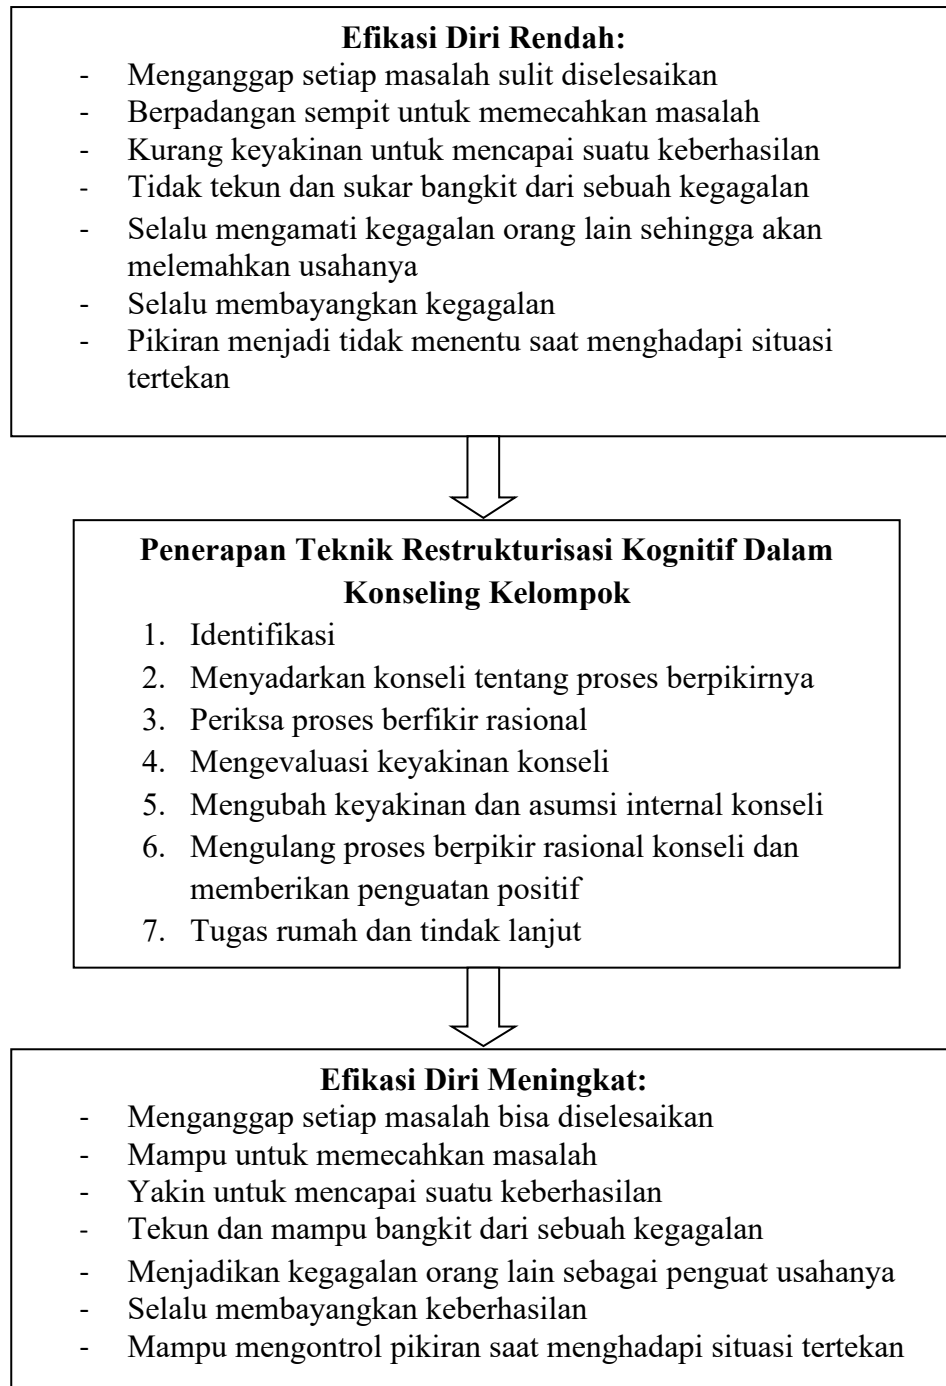 Efikasi Diri Rendah:
- Menganggap setiap masalah sulit diselesaikan
- Berpadangan sempit untuk memecahkan masalah
- Kurang keyakinan untuk mencapai suatu keberhasilan
- Tidak tekun dan sukar bangkit dari sebuah kegagalan
- Selalu mengamati kegagalan orang lain sehingga akan
melemahkan usahanya
- Selalu membayangkan kegagalan
- Pikiran menjadi tidak menentu saat menghadapi situasi
tertekan
Penerapan Teknik Restrukturisasi Kognitif Dalam
Konseling Kelompok
1. Identifikasi
2. Menyadarkan konseli tentang proses berpikirnya
3. Periksa proses berfikir rasional
4. Mengevaluasi keyakinan konseli
5. Mengubah keyakinan dan asumsi internal konseli
6. Mengulang proses berpikir rasional konseli dan
memberikan penguatan positif
7. Tugas rumah dan tindak lanjut
Efikasi Diri Meningkat:
- Menganggap setiap masalah bisa diselesaikan
- Mampu untuk memecahkan masalah
- Yakin untuk mencapai suatu keberhasilan
- Tekun dan mampu bangkit dari sebuah kegagalan
- Menjadikan kegagalan orang lain sebagai penguat usahanya
- Selalu membayangkan keberhasilan
- Mampu mengontrol pikiran saat menghadapi situasi tertekan